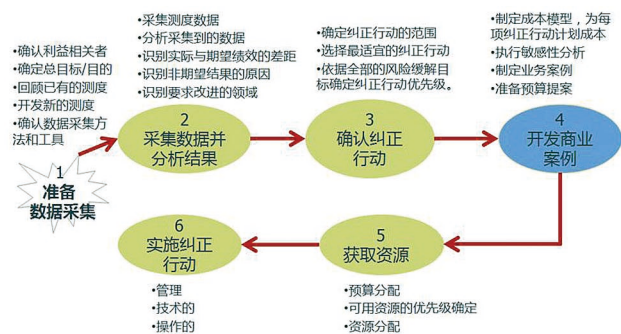 •确认利益相关者
•确定总目标/目的
•回顾已有的测度
•开发新的测度
•确认数据采集方
法和工具
1
准备
数据采集
•采集测度数据
•分析采集到的数据
•识别实际与期望绩效的差距
•识别非期望结果的原因
•识别要求改进的领域
2
采集数据并
分析结果
•确定纠正行动的范围
•选择最适宜的纠正行动
•依据全部的风险缓解目
标确定纠正行动优先级。
3
确认纠正
行动
•制定成本模型，为每
项纠正行动计划成本
•执行敏感性分析
•制定业务案例
•准备预算提案
4
开发商业
案例
5
获取资源
•预算分配
•可用资源的优先级确定
•资源分配
6
实施纠正
行动
•管理
•技术的
•操作的